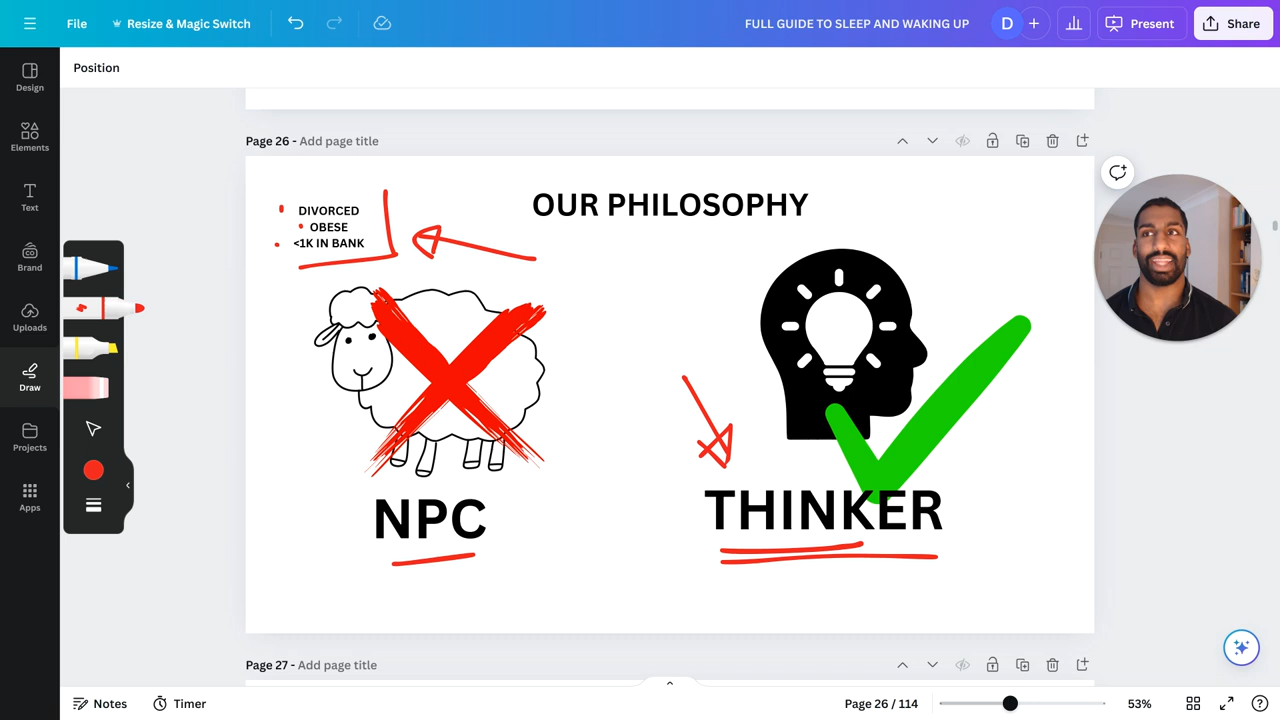 File
Resize & Magic Switch
FULL GUIDE TO SLEEP AND WAKING UP
D
Present
Share
Design
Elements
Text
Brand
Uploads
Draw
Projects
Apps
Position
Page 26 - Add page title
OUR PHILOSOPHY
DIVORCED
OBESE
<1K IN BANK
NPC
THINKER
Page 27 - Add page title
Notes
Timer
Page 26 / 114
53%